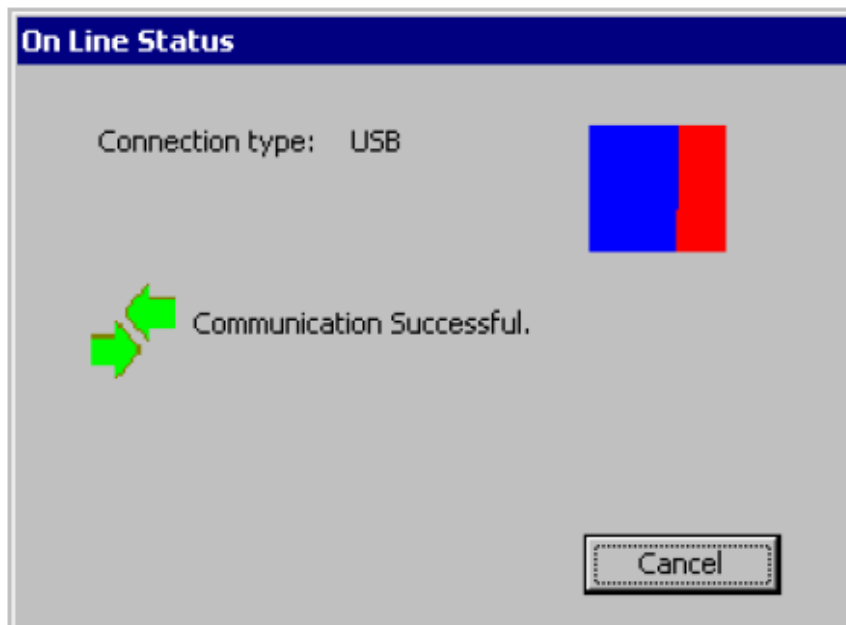 On Line Status
Connection type: USB
Communication Successful.
Cancel